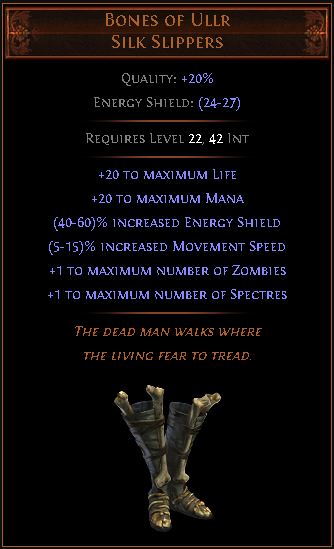 Bones of Ullr
Silk Slippers
Quality: +20%
Energy Shield: (24-27)
Requires Level 22, 42 Int
+20 to maximum Life
+20 to maximum Mana
(40-60)% increased Energy Shield
(5-15)% increased Movement Speed
+1 to maximum number of Zombies
+1 to maximum number of Spectres
The dead man walks where
the living fear to tread.